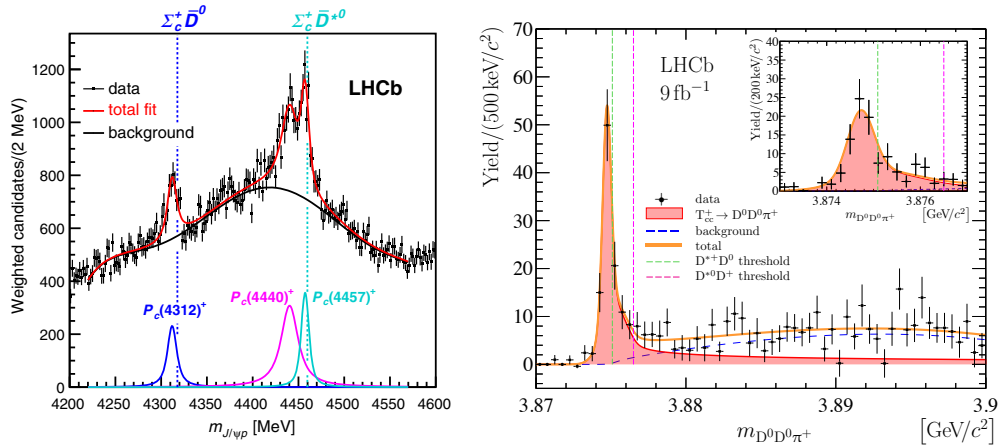 Σc+ D̄0 Σc+ D̄*0
LHCb
data
total fit
background
Weighted candidates/(2 MeV)
1200
1000
800
600
400
200
0
Pc(4312)+ Pc(4440)+ Pc(4457)+
4200 4300 4400 4500 4600
mJ/ψp [MeV]
LHCb
9 fb−1
Yield/(500 keV/c2)
70
60
50
40
30
20
10
0
data
T+cc → D0D0π+
background
total
D*+D0 threshold
D*0D+ threshold
3.87 3.88 3.89 3.9
mD0D0π+ [GeV/c2]
Yield/(200 keV/c2)
40
35
30
25
20
15
10
5
0
3.874 3.876
mD0D0π+ [GeV/c2]